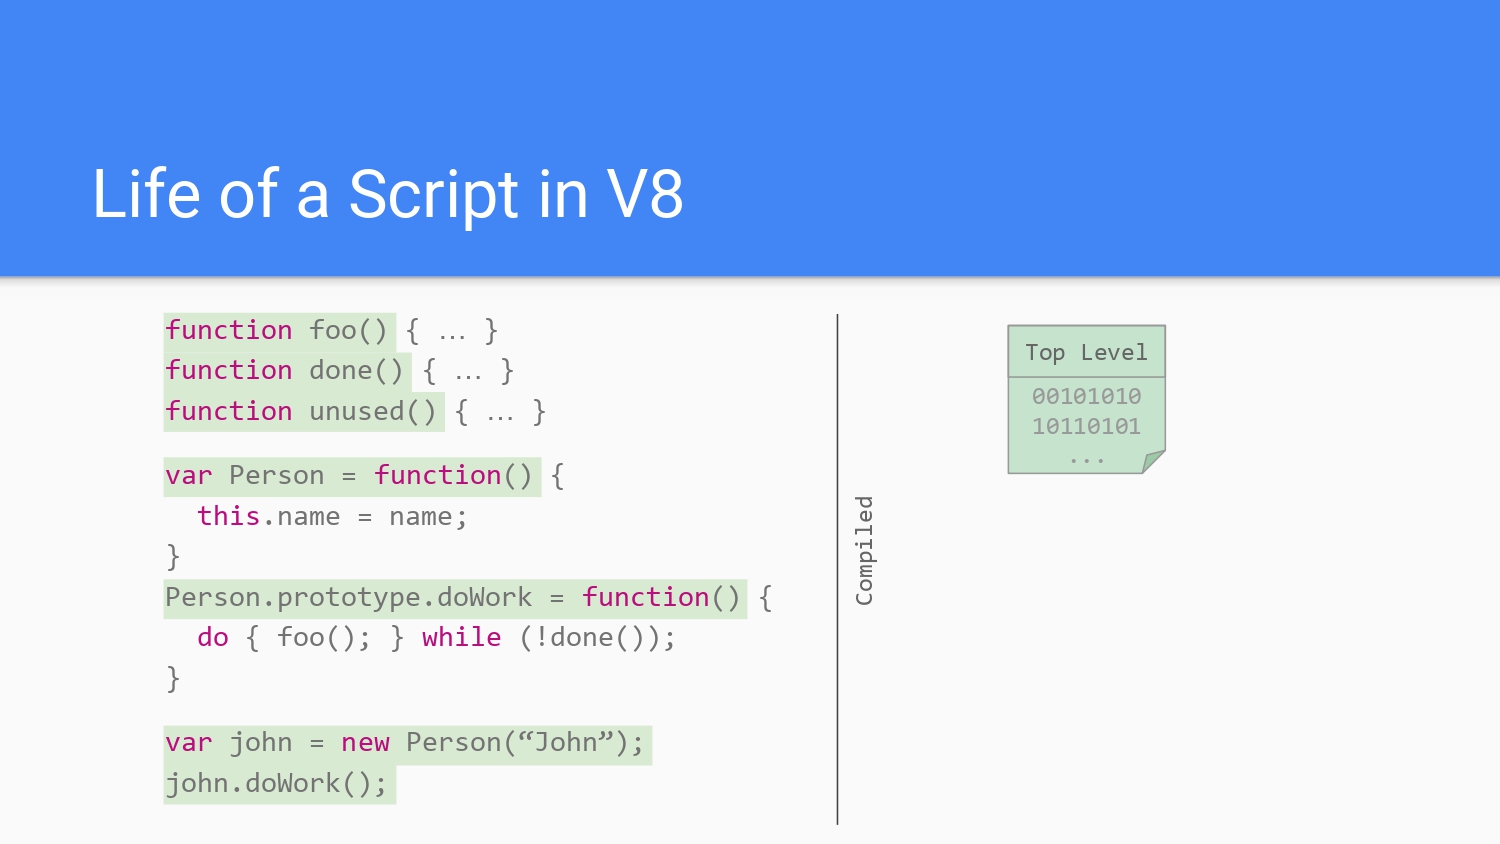 Life of a Script in V8
function foo() { … }
function done() { … }
function unused() { … }
var Person = function() {
  this.name = name;
}
Person.prototype.doWork = function() {
  do { foo(); } while (!done());
}
var john = new Person(“John”);
john.doWork();
Compiled
Top Level
00101010
10110101
...